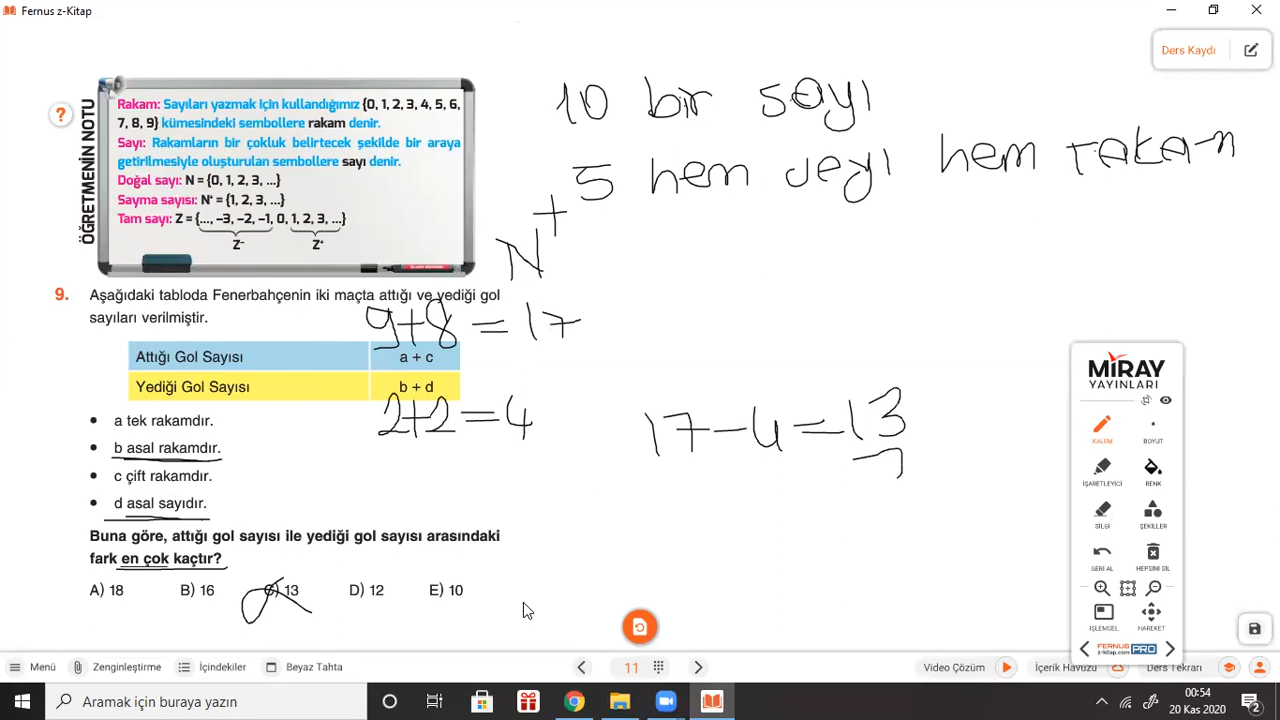 Fernus z-Kitap
Ders Kaydı
?
ÖĞRETMENİN NOTU
Rakam: Sayıları yazmak için kullandığımız {0, 1, 2, 3, 4, 5, 6,
7, 8, 9} kümesindeki sembollere rakam denir.
Sayı: Rakamların bir çokluk belirtecek şekilde bir araya
getirilmesiyle oluşturulan sembollere sayı denir.
Doğal sayı: N = {0, 1, 2, 3, ...}
Sayma sayısı: N⁺ = {1, 2, 3, ...}
Tam sayı: Z = {..., –3, –2, –1, 0, 1, 2, 3, ...}
Z⁻ Z⁺
10 bir sayı
5 hem hem rakam
N⁺
9. Aşağıdaki tabloda Fenerbahçenin iki maçta attığı ve yediği gol
sayıları verilmiştir.
9+8=17
Attığı Gol Sayısı a + c
Yediği Gol Sayısı b + d
2+2=4
17-4=13
• a tek rakamdır.
• b asal rakamdır.
• c çift rakamdır.
• d asal sayıdır.
Buna göre, attığı gol sayısı ile yediği gol sayısı arasındaki
fark en çok kaçtır?
A) 18 B) 16 C) 13 D) 12 E) 10
MİRAY
YAYINLARI
KALEM BOYUT
İŞARETLEYİCİ RENK
SİLGİ ŞEKİLLER
GERİ AL HEPSİNİ SİL
İŞLEMSEL HAREKET
FERNUS z-kitap.com PRO
Menü Zenginleştirme İçindekiler Beyaz Tahta 11 Video Çözüm İçerik Havuzu Ders Tekrarı
Aramak için buraya yazın
00:54
20 Kas 2020
2